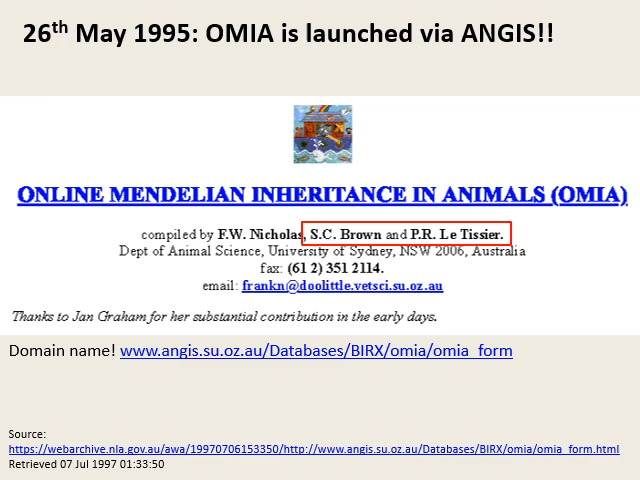 26th May 1995: OMIA is launched via ANGIS!!
ONLINE MENDELIAN INHERITANCE IN ANIMALS (OMIA)
compiled by F.W. Nicholas, S.C. Brown and P.R. Le Tissier.
Dept of Animal Science, University of Sydney, NSW 2006, Australia
fax: (61 2) 351 2114.
email: frankn@doolittle.vetsci.su.oz.au
Thanks to Jan Graham for her substantial contribution in the early days.
Domain name! www.angis.su.oz.au/Databases/BIRX/omia/omia_form
Source:
https://webarchive.nla.gov.au/awa/19970706153350/http://www.angis.su.oz.au/Databases/BIRX/omia/omia_form.html
Retrieved 07 Jul 1997 01:33:50